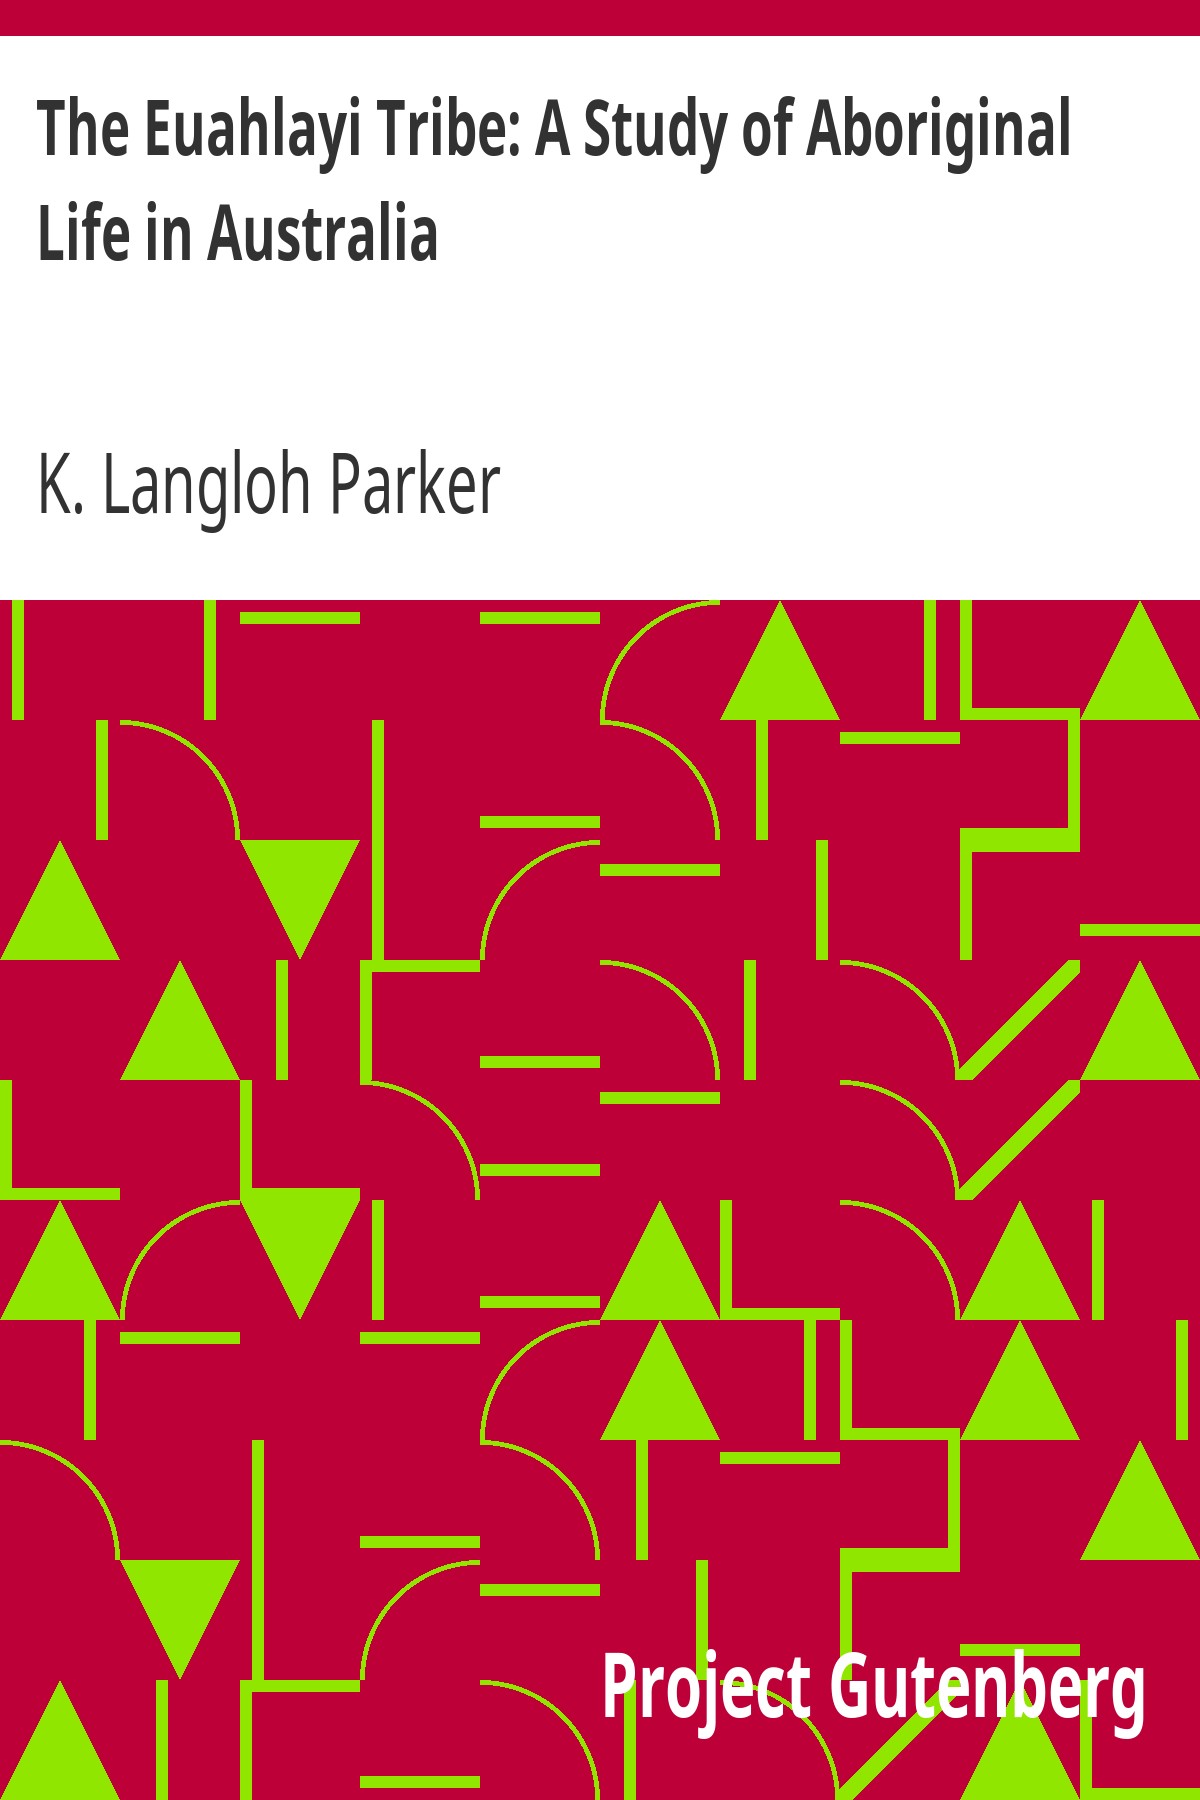 The Euahlayi Tribe: A Study of Aboriginal
Life in Australia
K. Langloh Parker
Project Gutenberg